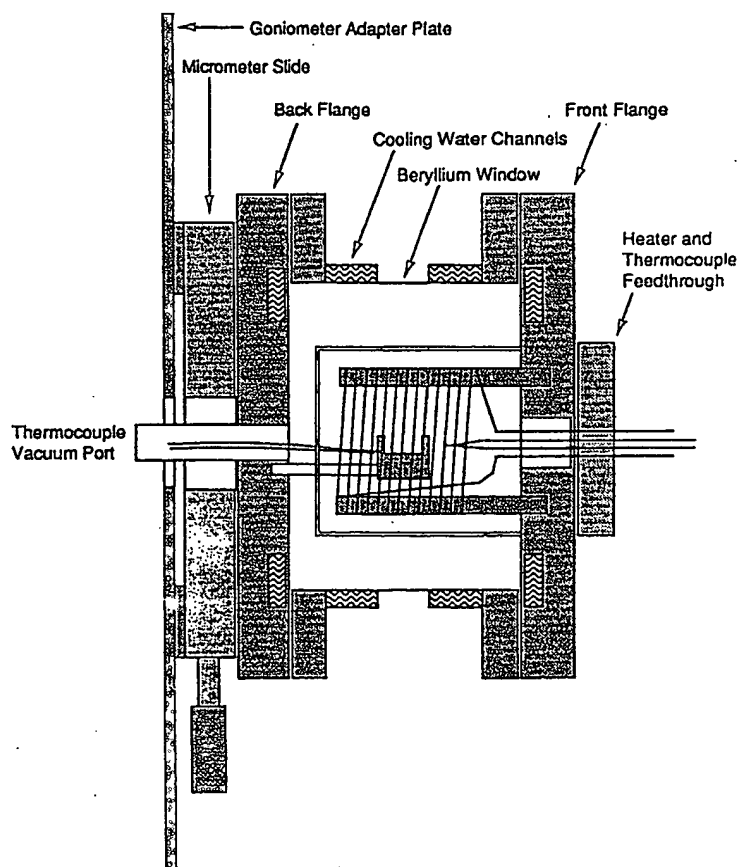 Goniometer Adapter Plate
Micrometer Slide
Back Flange
Front Flange
Cooling Water Channels
Beryllium Window
Heater and
Thermocouple
Feedthrough
Thermocouple
Vacuum Port